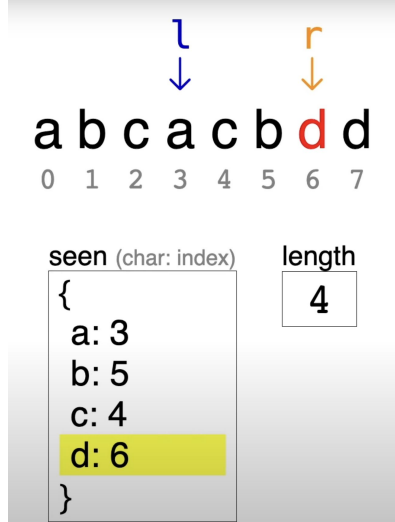 l r
↓ ↓
a b c a c b d d
0 1 2 3 4 5 6 7
seen (char: index) length
{ 4
a: 3
b: 5
c: 4
d: 6
}